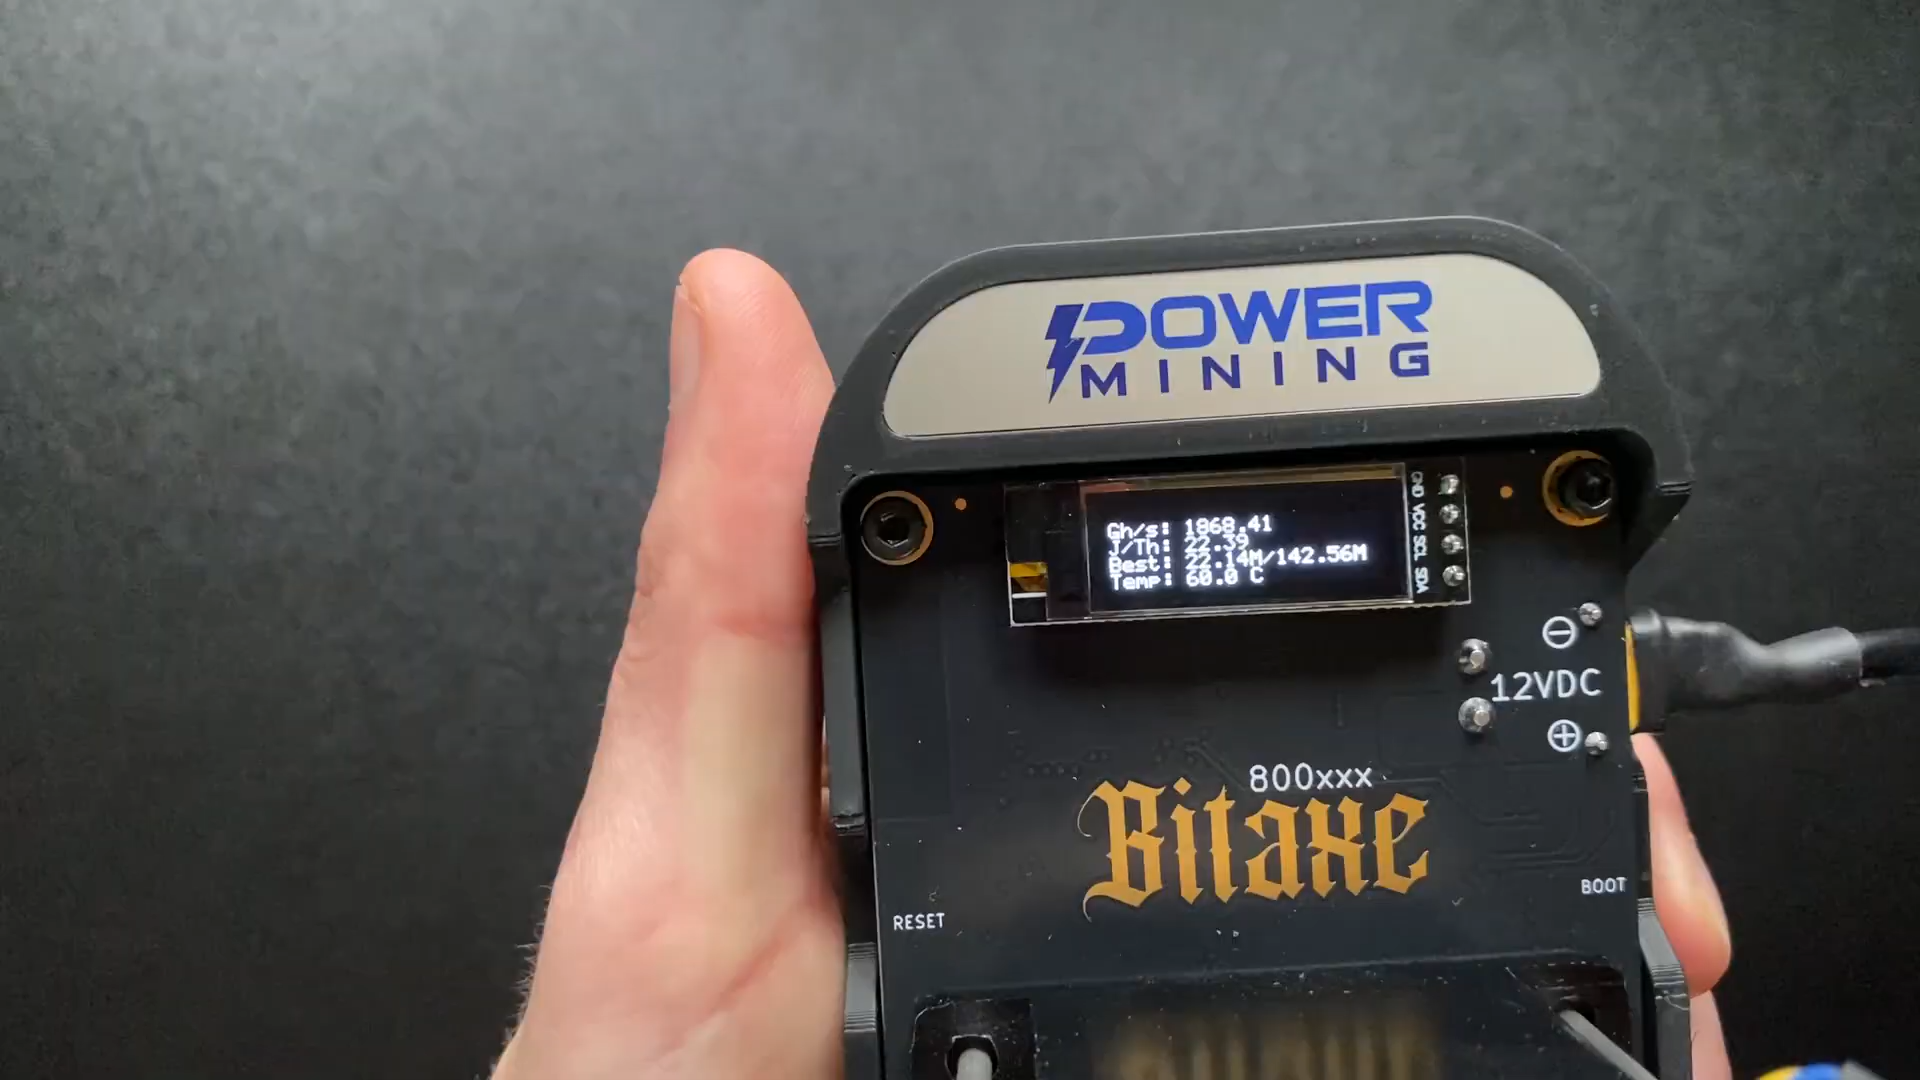 POWER
MINING
Gh/s: 1868.41
J/Th: 22.39
Best: 22.14M/142.56M
Temp: 60.0 C
GND VCC SCL SDA
12VDC
800xxx
Bitaxe
BOOT
RESET